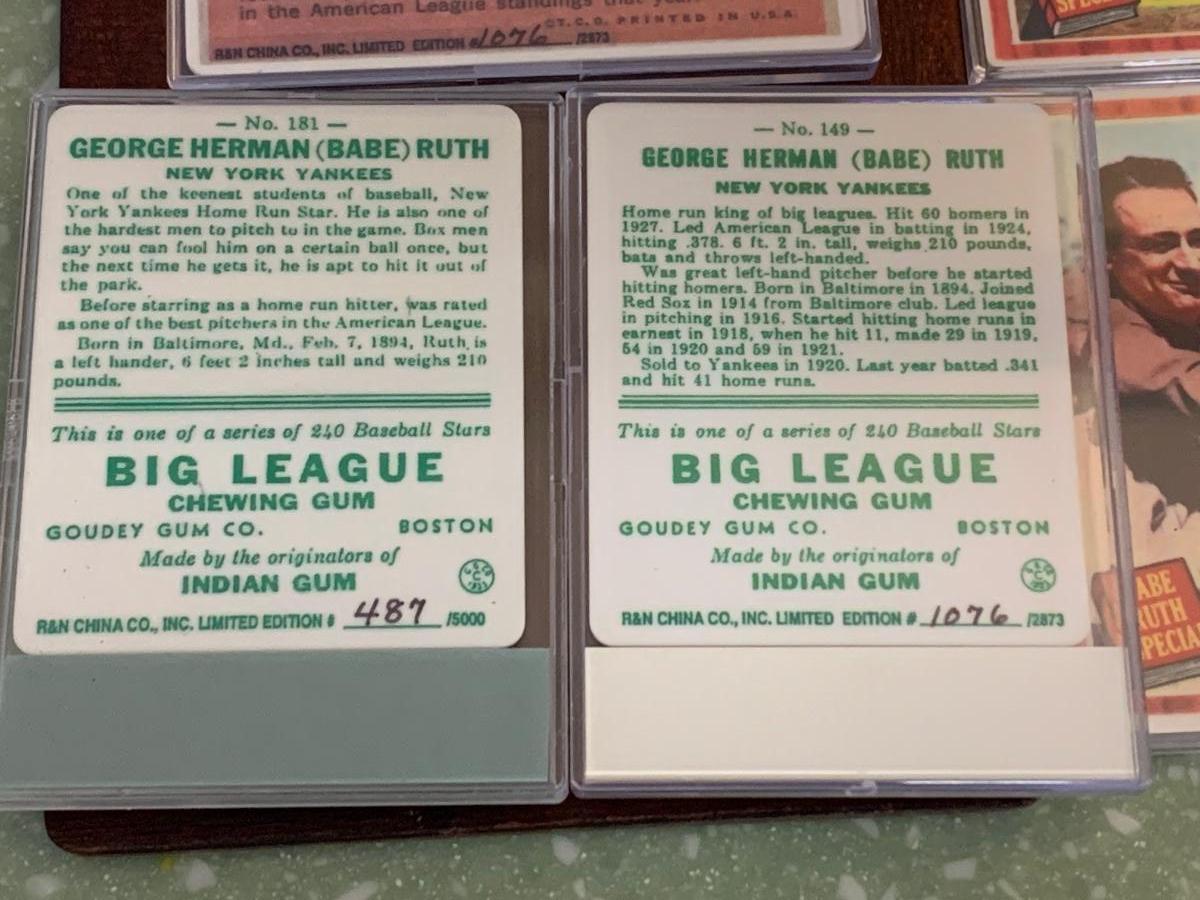 in the American League standings that year.
©T.C.G. PRINTED IN U.S.A.
R&N CHINA CO., INC. LIMITED EDITION # 1076 /2873
SPECIAL
— No. 181 —
GEORGE HERMAN (BABE) RUTH
NEW YORK YANKEES
One of the keenest students of baseball, New
York Yankees Home Run Star. He is also one of
the hardest men to pitch to in the game. Box men
say you can fool him on a certain ball once, but
the next time he gets it, he is apt to hit it out of
the park.
Before starring as a home run hitter, was rated
as one of the best pitchers in the American League.
Born in Baltimore, Md., Feb. 7, 1894, Ruth is
a left hander, 6 feet 2 inches tall and weighs 210
pounds.
This is one of a series of 240 Baseball Stars
BIG LEAGUE
CHEWING GUM
GOUDEY GUM CO. BOSTON
Made by the originators of
INDIAN GUM
R&N CHINA CO., INC. LIMITED EDITION # 487 /5000
— No. 149 —
GEORGE HERMAN (BABE) RUTH
NEW YORK YANKEES
Home run king of big leagues. Hit 60 homers in
1927. Led American League in batting in 1924,
hitting .378. 6 ft. 2 in. tall, weighs 210 pounds,
bats and throws left-handed.
Was great left-hand pitcher before he started
hitting homers. Born in Baltimore in 1894. Joined
Red Sox in 1914 from Baltimore club. Led league
in pitching in 1916. Started hitting home runs in
earnest in 1918, when he hit 11, made 29 in 1919,
54 in 1920 and 59 in 1921.
Sold to Yankees in 1920. Last year batted .341
and hit 41 home runs.
This is one of a series of 240 Baseball Stars
BIG LEAGUE
CHEWING GUM
GOUDEY GUM CO. BOSTON
Made by the originators of
INDIAN GUM
R&N CHINA CO., INC. LIMITED EDITION # 1076 /2873
ABE
RUTH
SPECIAL